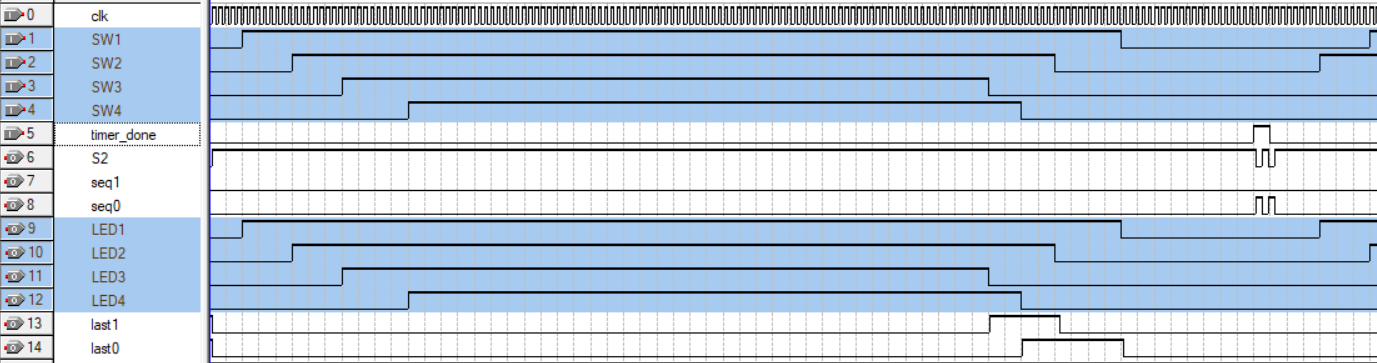 0 clk
1 SW1
2 SW2
3 SW3
4 SW4
5 timer_done
6 S2
7 seq1
8 seq0
9 LED1
10 LED2
11 LED3
12 LED4
13 last1
14 last0